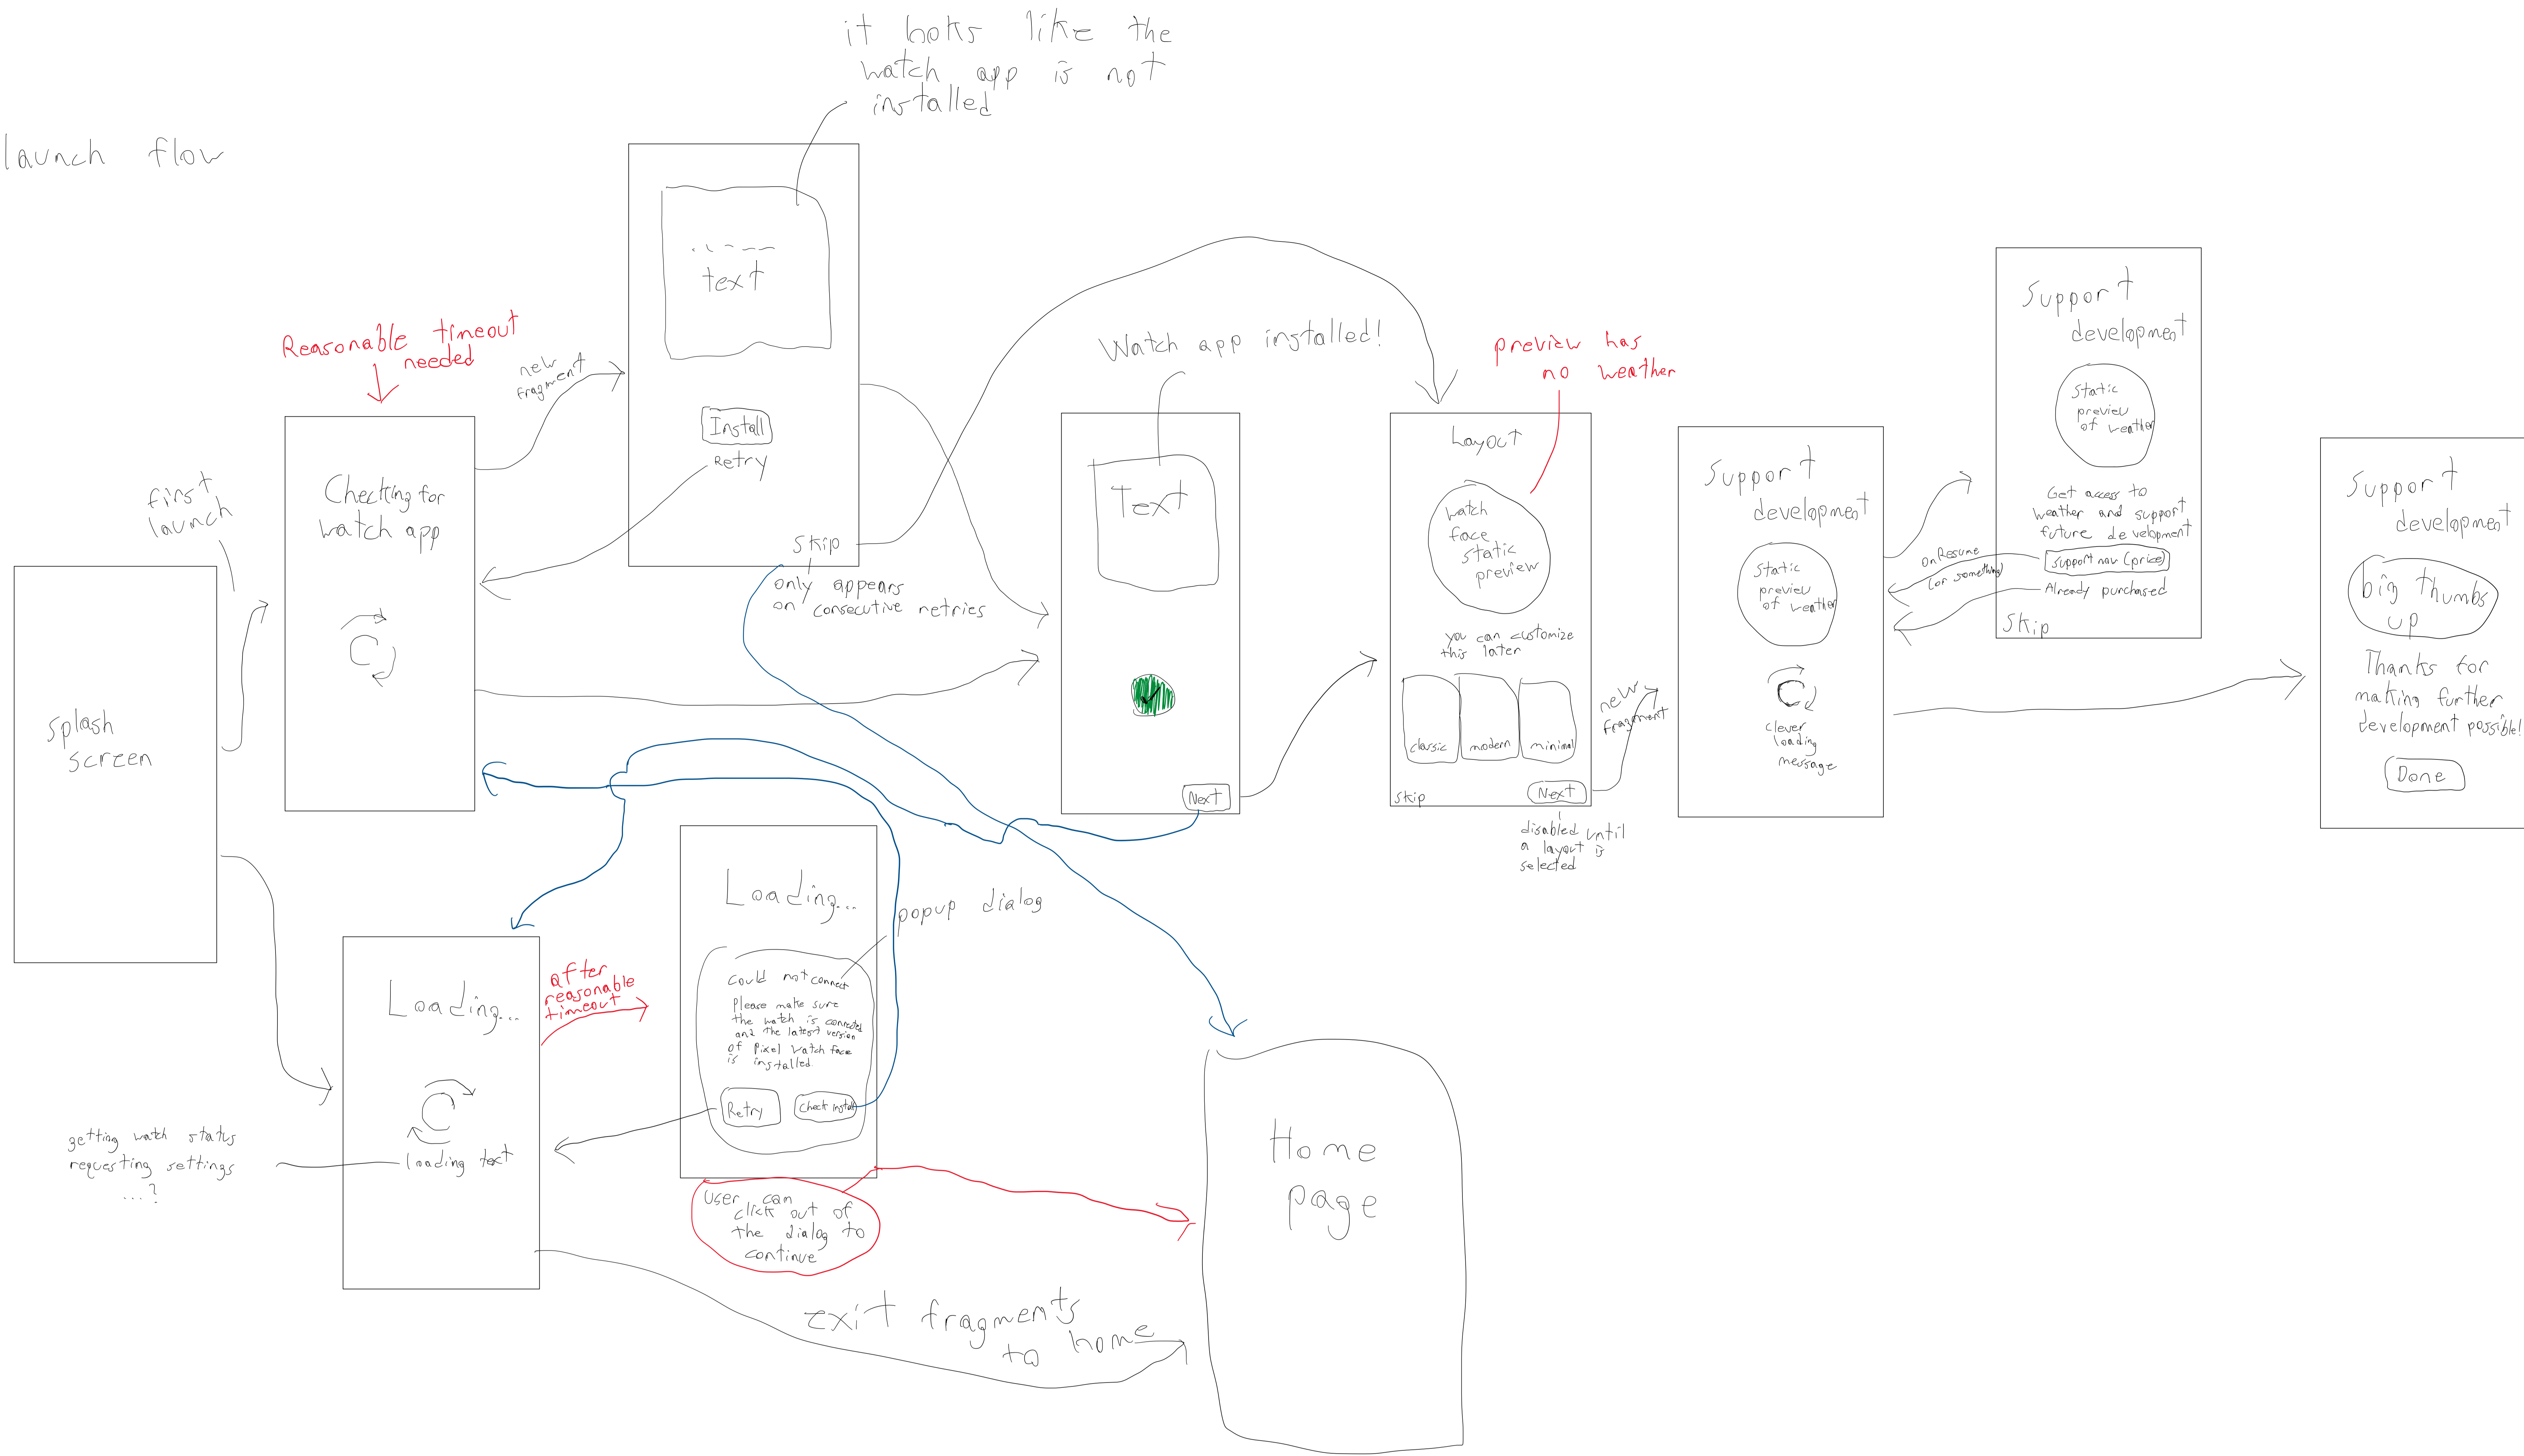 launch flow
it looks like the
watch app is not
installed
text
Install
Retry
Skip
only appears
on consecutive retries
Reasonable timeout
needed
new
fragment
first
launch
Checking for
watch app
splash
screen
Watch app installed!
Text
Next
preview has
no weather
Layout
watch
face
static
preview
you can customize
this later
classic
modern
minimal
skip
Next
disabled until
a layout is
selected
new
fragment
Support
development
static
preview
of weather
clever
loading
message
Support
development
static
preview
of weather
Get access to
weather and support
future development
support now (price)
Already purchased
Skip
onResume
(or something)
Support
development
big thumbs
up
Thanks for
making further
development possible!
Done
Loading...
loading text
getting watch status
requesting settings
...?
after
reasonable
timeout
Loading...
popup dialog
could not connect
Please make sure
the watch is connected
and the latest version
of pixel watch face
is installed.
Retry
Check install
User can
click out of
the dialog to
continue
exit fragments
to home
Home
page